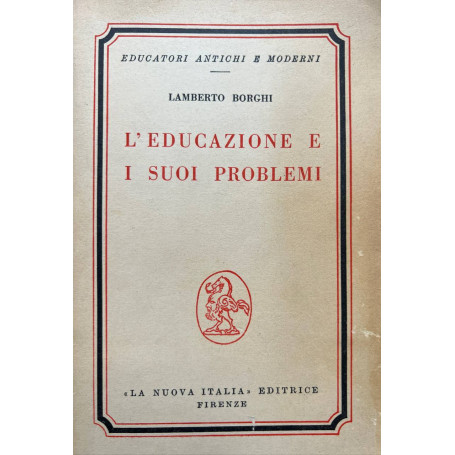 EDUCATORI ANTICHI E MODERNI
LAMBERTO BORGHI
L'EDUCAZIONE E
I SUOI PROBLEMI
«LA NUOVA ITALIA» EDITRICE
FIRENZE